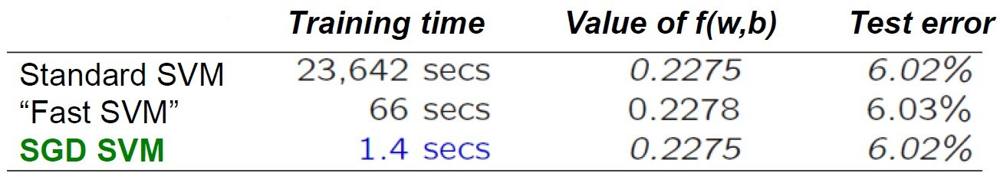 Training time Value of f(w,b) Test error
Standard SVM 23,642 secs 0.2275 6.02%
“Fast SVM” 66 secs 0.2278 6.03%
SGD SVM 1.4 secs 0.2275 6.02%